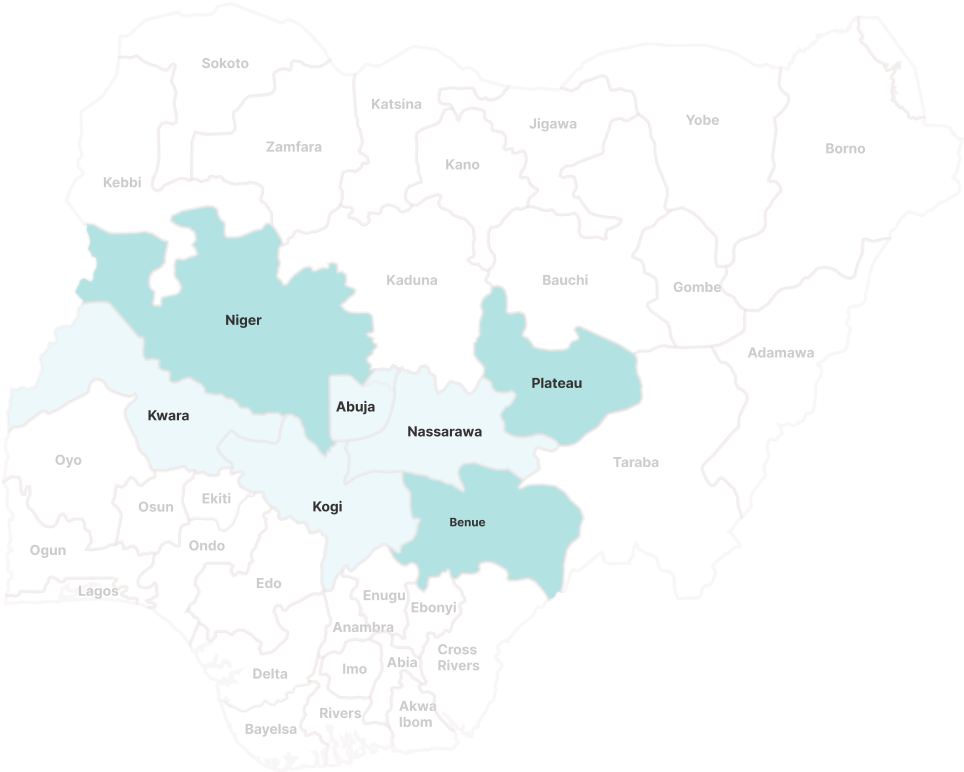 Sokoto
Katsina
Jigawa
Yobe
Zamfara
Borno
Kano
Kebbi
Kaduna
Bauchi
Gombe
Niger
Adamawa
Plateau
Abuja
Kwara
Nassarawa
Oyo
Taraba
Ekiti
Osun
Kogi
Benue
Ondo
Ogun
Edo
Lagos
Enugu
Ebonyi
Anambra
Cross
Rivers
Abia
Imo
Delta
Akwa
Ibom
Rivers
Bayelsa